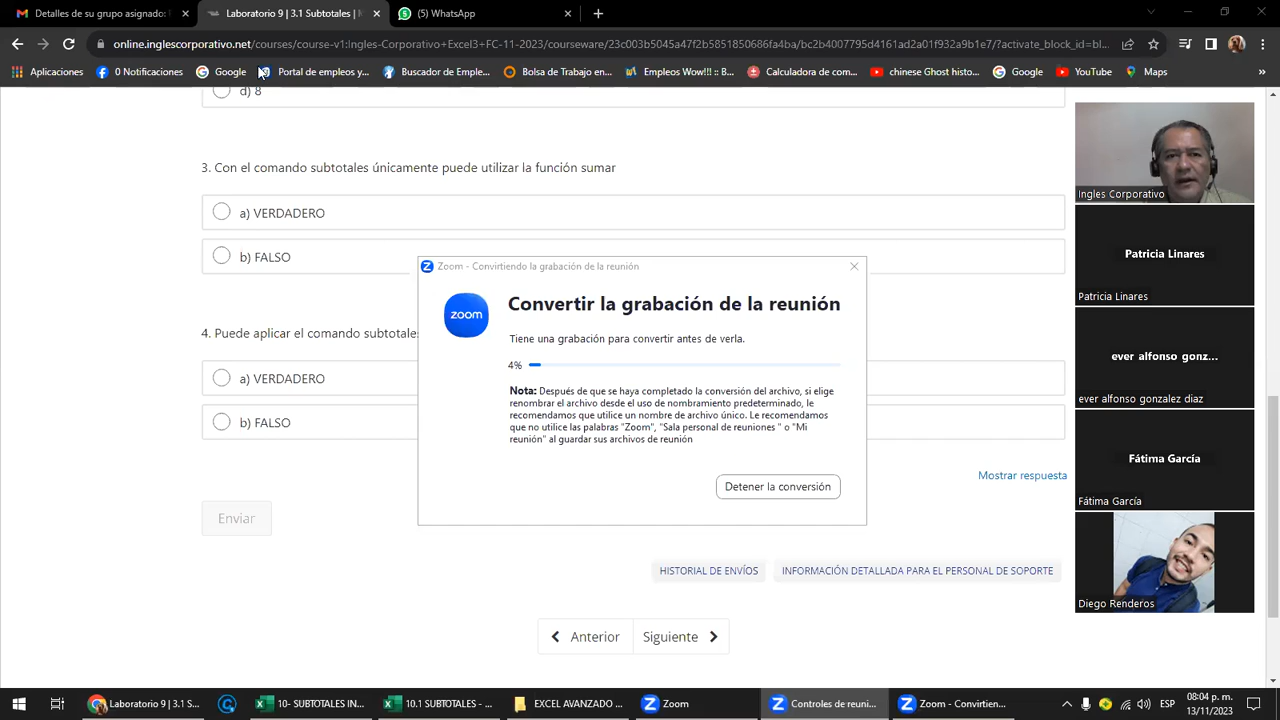 Detalles de su grupo asignado:
Laboratorio 9 | 3.1 Subtotales |
(5) WhatsApp
online.inglescorporativo.net/courses/course-v1:Ingles-Corporativo+Excel3+FC-11-2023/courseware/23c003b5045a47f2b5851850686fa4ba/bc2b4007795d4161ad2a01f932a9b1e7/?activate_block_id=bl...
Aplicaciones
0 Notificaciones
Google
Portal de empleos y...
Buscador de Emple...
Bolsa de Trabajo en...
Empleos Wow!!! :: B...
Calculadora de com...
chinese Ghost histo...
Google
YouTube
Maps
»
d) 8
3. Con el comando subtotales únicamente puede utilizar la función sumar
a) VERDADERO
b) FALSO
4. Puede aplicar el comando subtotales
a) VERDADERO
b) FALSO
Mostrar respuesta
Enviar
HISTORIAL DE ENVÍOS
INFORMACIÓN DETALLADA PARA EL PERSONAL DE SOPORTE
Anterior
Siguiente
Zoom - Convirtiendo la grabación de la reunión
zoom
Convertir la grabación de la reunión
Tiene una grabación para convertir antes de verla.
4%
Nota: Después de que se haya completado la conversión del archivo, si elige
renombrar el archivo desde el uso de nombramiento predeterminado, le
recomendamos que utilice un nombre de archivo único. Le recomendamos
que no utilice las palabras "Zoom", "Sala personal de reuniones " o "Mi
reunión" al guardar sus archivos de reunión
Detener la conversión
Ingles Corporativo
Patricia Linares
Patricia Linares
ever alfonso gonz...
ever alfonso gonzalez diaz
Fátima García
Fátima García
Diego Renderos
Laboratorio 9 | 3.1 S...
10- SUBTOTALES IN...
10.1 SUBTOTALES - ...
EXCEL AVANZADO ...
Zoom
Controles de reuni...
Zoom - Convirtien...
ESP
08:04 p. m.
13/11/2023